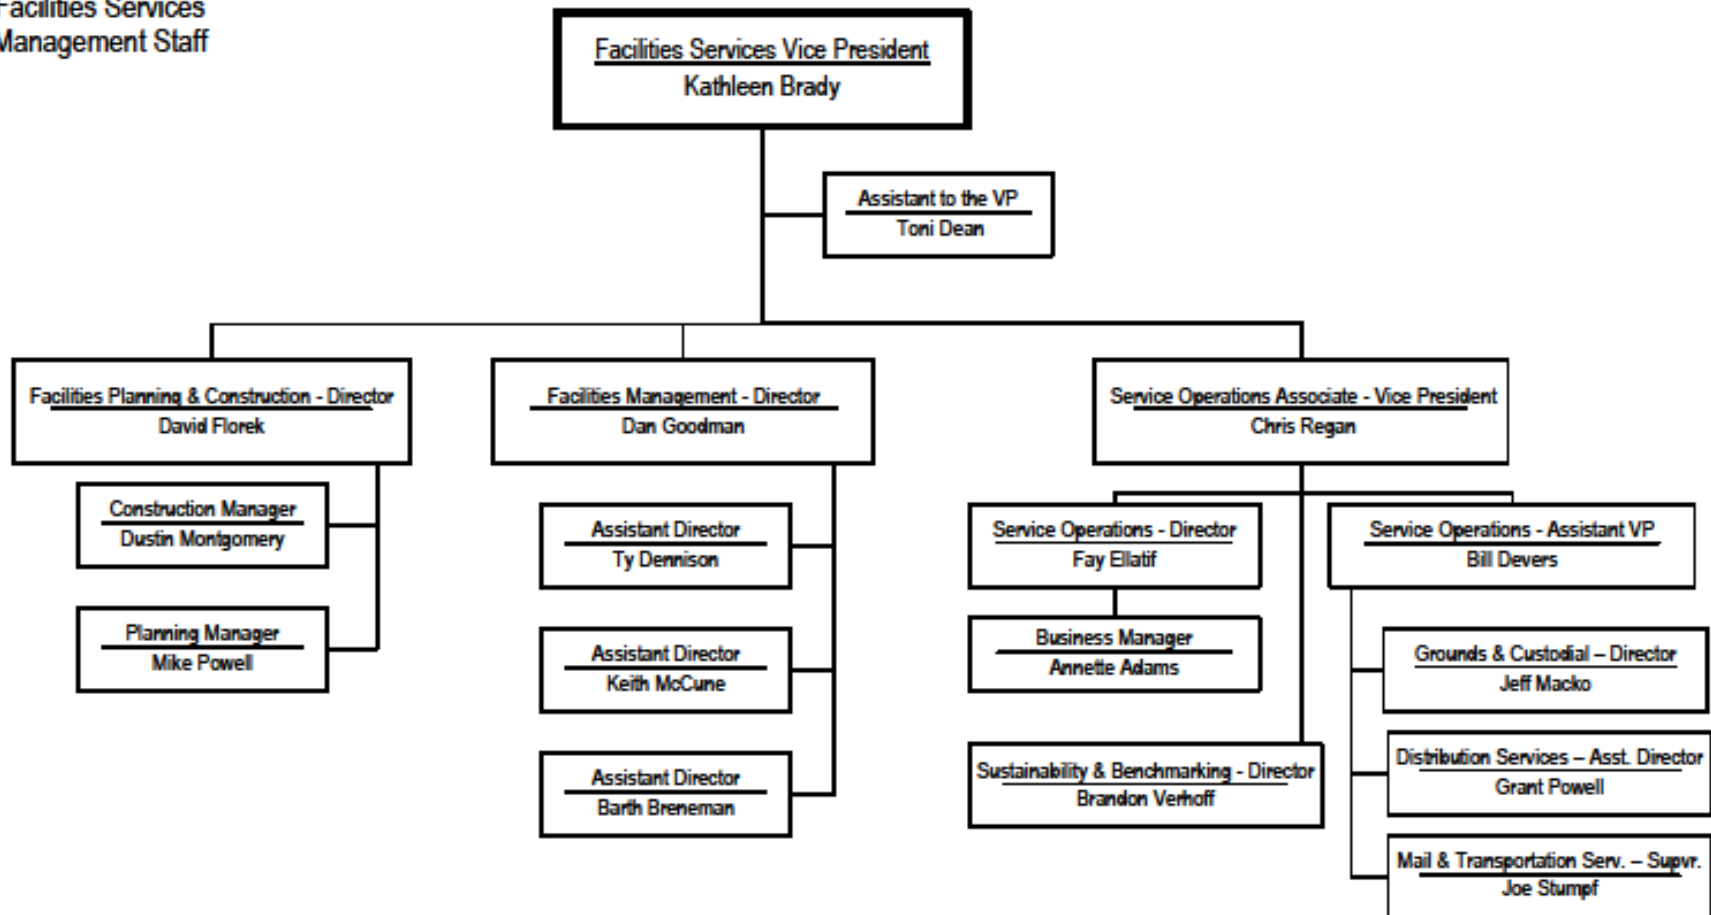 Facilities Services
Management Staff
Facilities Services Vice President
Kathleen Brady
Assistant to the VP
Toni Dean
Facilities Planning & Construction - Director
David Florek
Facilities Management - Director
Dan Goodman
Service Operations Associate - Vice President
Chris Regan
Construction Manager
Dustin Montgomery
Planning Manager
Mike Powell
Assistant Director
Ty Dennison
Assistant Director
Keith McCune
Assistant Director
Barth Breneman
Service Operations - Director
Fay Ellatif
Business Manager
Annette Adams
Sustainability & Benchmarking - Director
Brandon Verhoff
Service Operations - Assistant VP
Bill Devers
Grounds & Custodial – Director
Jeff Macko
Distribution Services – Asst. Director
Grant Powell
Mail & Transportation Serv. – Supvr.
Joe Stumpf